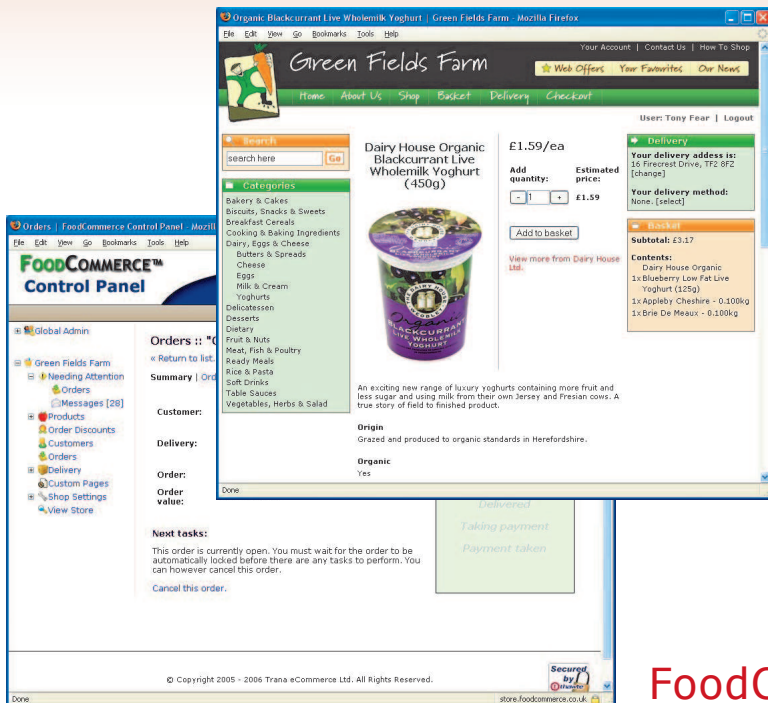 Organic Blackcurrant Live Wholemilk Yoghurt | Green Fields Farm - Mozilla Firefox
File Edit View Go Bookmarks Tools Help
Your Account | Contact Us | How To Shop
Green Fields Farm
Web Offers Your Favourites Our News
Home About Us Shop Basket Delivery Checkout
User: Tony Fear | Logout
Search
search here Go
Categories
Bakery & Cakes
Biscuits, Snacks & Sweets
Breakfast Cereals
Cooking & Baking Ingredients
Dairy, Eggs & Cheese
Butters & Spreads
Cheese
Eggs
Milk & Cream
Yoghurts
Delicatessen
Desserts
Dietary
Fruit & Nuts
Meat, Fish & Poultry
Ready Meals
Rice & Pasta
Soft Drinks
Table Sauces
Vegetables, Herbs & Salad
Dairy House Organic
Blackcurrant Live
Wholemilk Yoghurt
(450g)
THE DAIRY HOUSE
WEOBLEY
Organic
BLACKCURRANT
LIVE WHOLEMILK
YOGHURT
£1.59/ea
Add quantity:
Estimated price:
- 1 + £1.59
Add to basket
View more from Dairy House
Ltd.
An exciting new range of luxury yoghurts containing more fruit and
less sugar and using milk from their own Jersey and Fresian cows. A
true story of field to finished product.
Origin
Grazed and produced to organic standards in Herefordshire.
Organic
Yes
Delivery
Your delivery addess is:
16 Firecrest Drive, TF2 8FZ
[change]
Your delivery method:
None. [select]
Basket
Subtotal: £3.17
Contents:
Dairy House Organic
1x Blueberry Low Fat Live
Yoghurt (125g)
1x Appleby Cheshire - 0.100kg
1x Brie De Meaux - 0.100kg
Done
Orders | FoodCommerce Control Panel - Mozill
File Edit View Go Bookmarks Tools
FOODCOMMERCE™
Control Panel
Global Admin
Green Fields Farm
Needing Attention
Orders
Messages [28]
Products
Order Discounts
Customers
Orders
Delivery
Custom Pages
Shop Settings
View Store
Orders :: "
« Return to list.
Summary | Ord
Customer:
Delivery:
Order:
Order
value:
Delivered
Taking payment
Payment taken
Next tasks:
This order is currently open. You must wait for the order to be
automatically locked before there are any tasks to perform. You
can however cancel this order.
Cancel this order.
© Copyright 2005 - 2006 Trana eCommerce Ltd. All Rights Reserved.
Secured
by
thawte
Done
store.foodcommerce.co.uk
FoodC